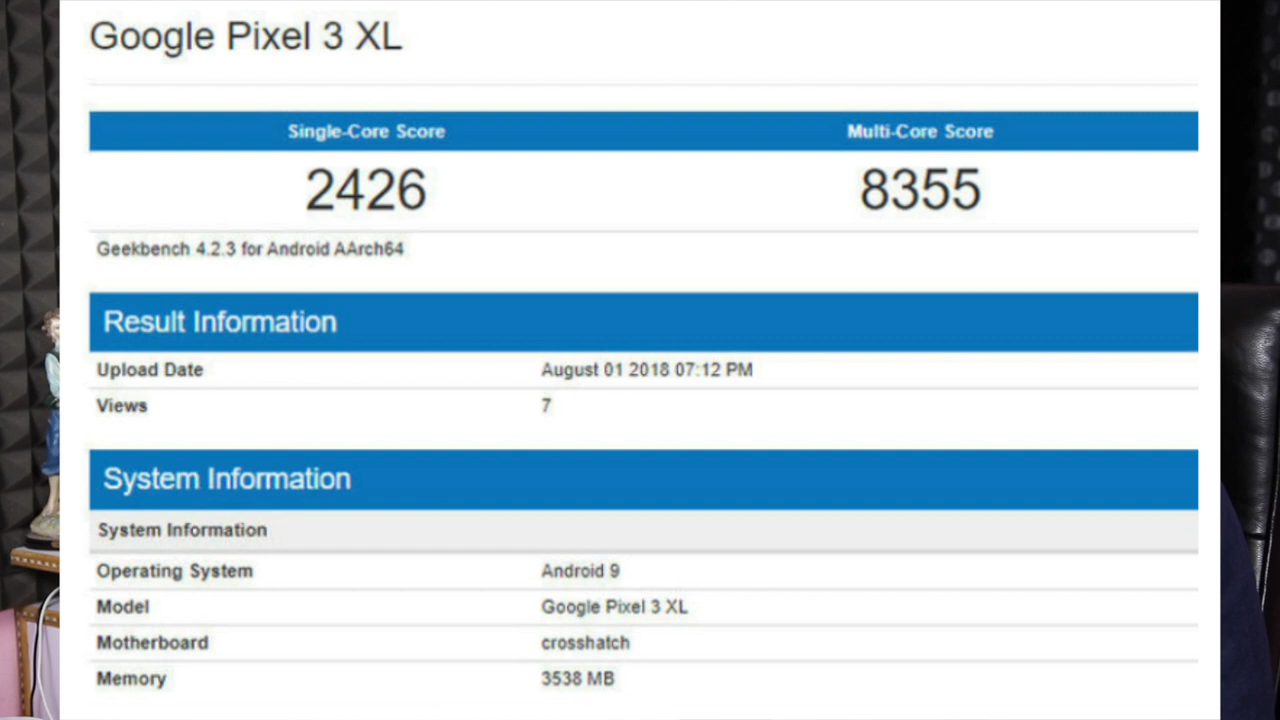 Google Pixel 3 XL
Single-Core Score Multi-Core Score
2426 8355
Geekbench 4.2.3 for Android AArch64
Result Information
Upload Date August 01 2018 07:12 PM
Views 7
System Information
System Information
Operating System Android 9
Model Google Pixel 3 XL
Motherboard crosshatch
Memory 3538 MB